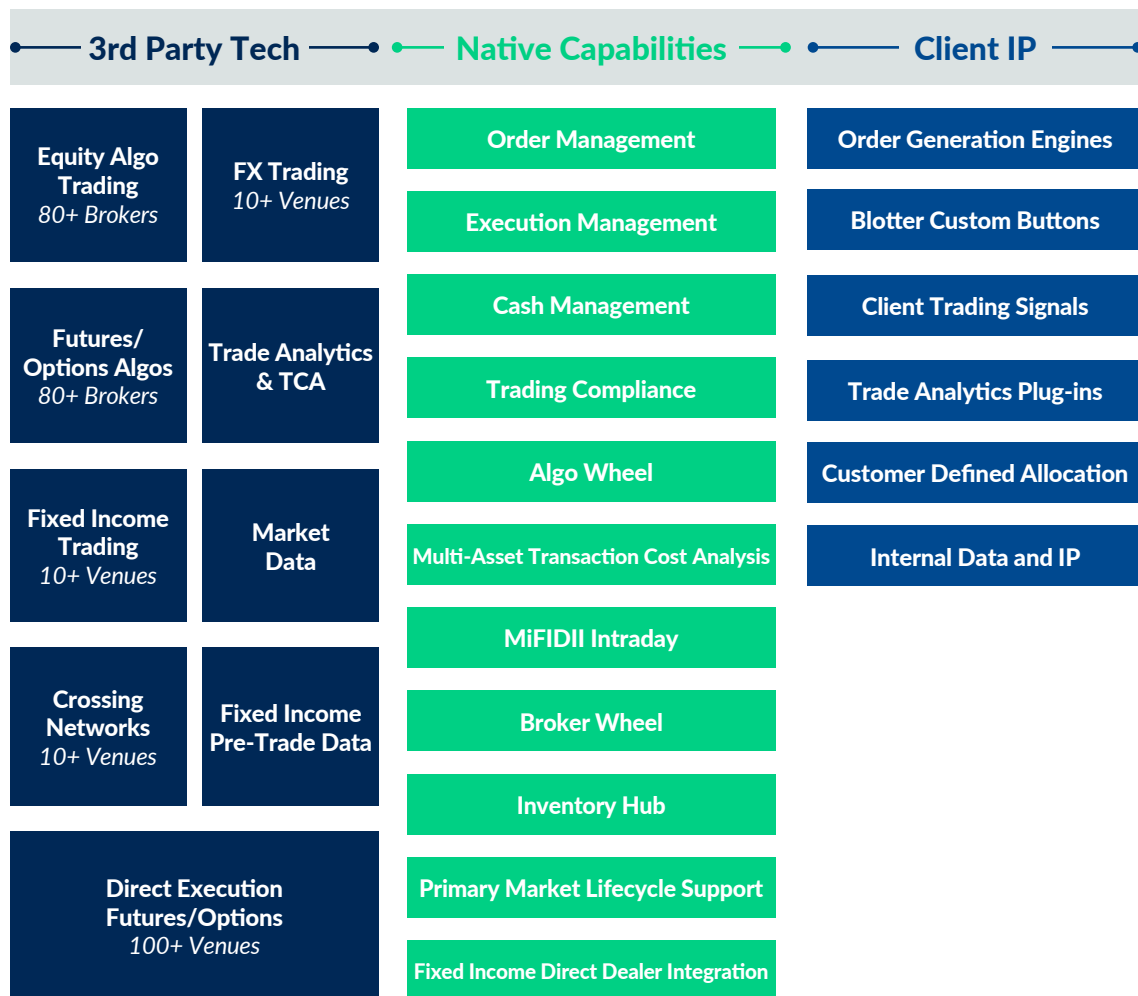 3rd Party Tech
Native Capabilities
Client IP
Equity Algo
Trading
80+ Brokers
FX Trading
10+ Venues
Futures/
Options Algos
80+ Brokers
Trade Analytics
& TCA
Fixed Income
Trading
10+ Venues
Market
Data
Crossing
Networks
10+ Venues
Fixed Income
Pre-Trade Data
Direct Execution
Futures/Options
100+ Venues
Order Management
Execution Management
Cash Management
Trading Compliance
Algo Wheel
Multi-Asset Transaction Cost Analysis
MiFIDII Intraday
Broker Wheel
Inventory Hub
Primary Market Lifecycle Support
Fixed Income Direct Dealer Integration
Order Generation Engines
Blotter Custom Buttons
Client Trading Signals
Trade Analytics Plug-ins
Customer Defined Allocation
Internal Data and IP